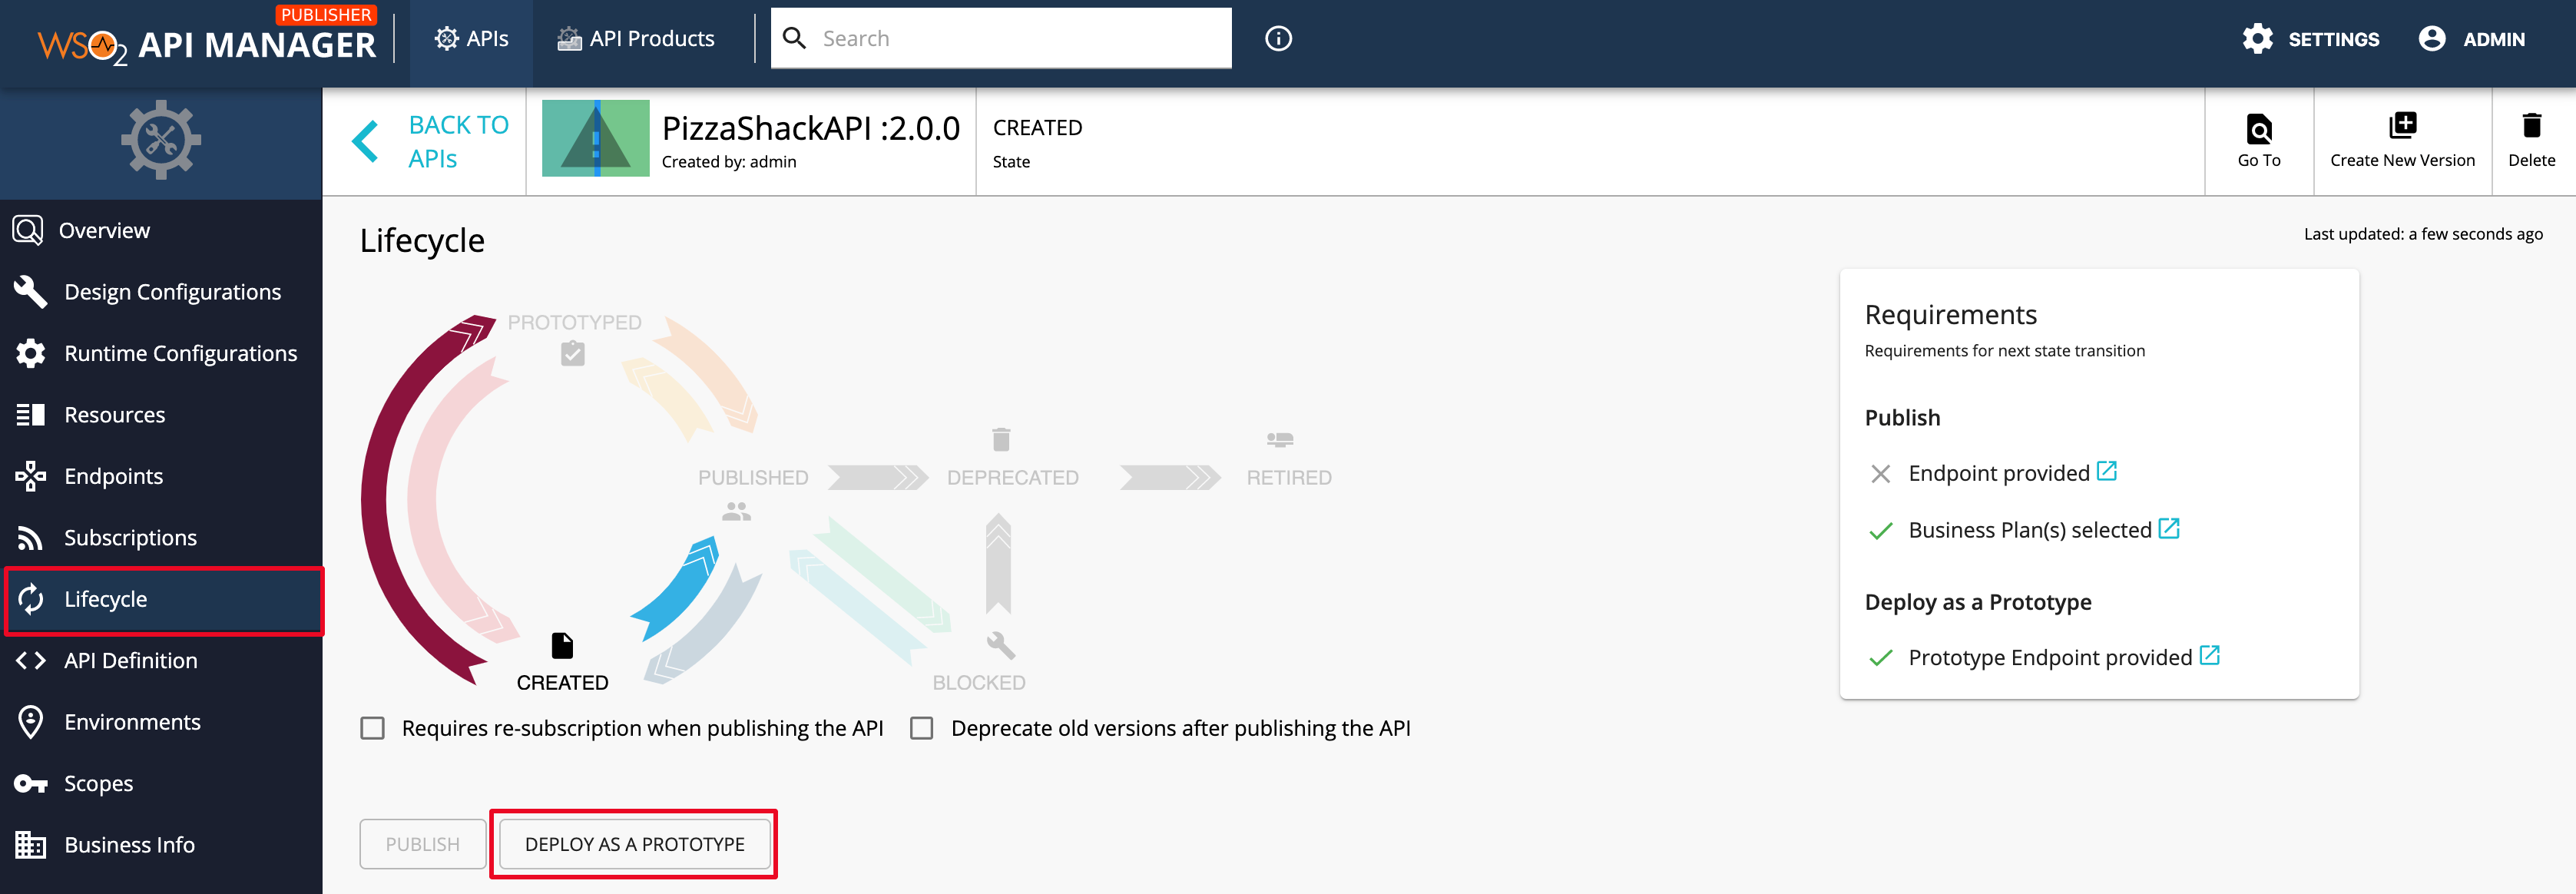 PUBLISHER
WSO2 API MANAGER
APIs
API Products
Search
SETTINGS
ADMIN
BACK TO
APIs
PizzaShackAPI :2.0.0
Created by: admin
CREATED
State
Go To
Create New Version
Delete
Overview
Design Configurations
Runtime Configurations
Resources
Endpoints
Subscriptions
Lifecycle
API Definition
Environments
Scopes
Business Info
Lifecycle
Last updated: a few seconds ago
PROTOTYPED
PUBLISHED
DEPRECATED
RETIRED
CREATED
BLOCKED
Requires re-subscription when publishing the API
Deprecate old versions after publishing the API
PUBLISH
DEPLOY AS A PROTOTYPE
Requirements
Requirements for next state transition
Publish
Endpoint provided
Business Plan(s) selected
Deploy as a Prototype
Prototype Endpoint provided